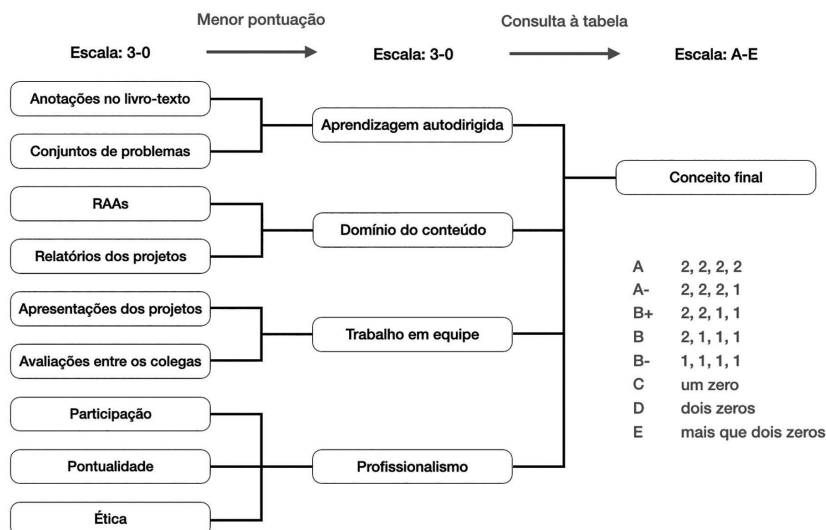 Menor pontuação
Consulta à tabela
Escala: 3-0
Escala: 3-0
Escala: A-E
Anotações no livro-texto
Conjuntos de problemas
Aprendizagem autodirigida
RAAs
Relatórios dos projetos
Domínio do conteúdo
Apresentações dos projetos
Avaliações entre os colegas
Trabalho em equipe
Participação
Pontualidade
Ética
Profissionalismo
Conceito final
A 2, 2, 2, 2
A- 2, 2, 2, 1
B+ 2, 2, 1, 1
B 2, 1, 1, 1
B- 1, 1, 1, 1
C um zero
D dois zeros
E mais que dois zeros